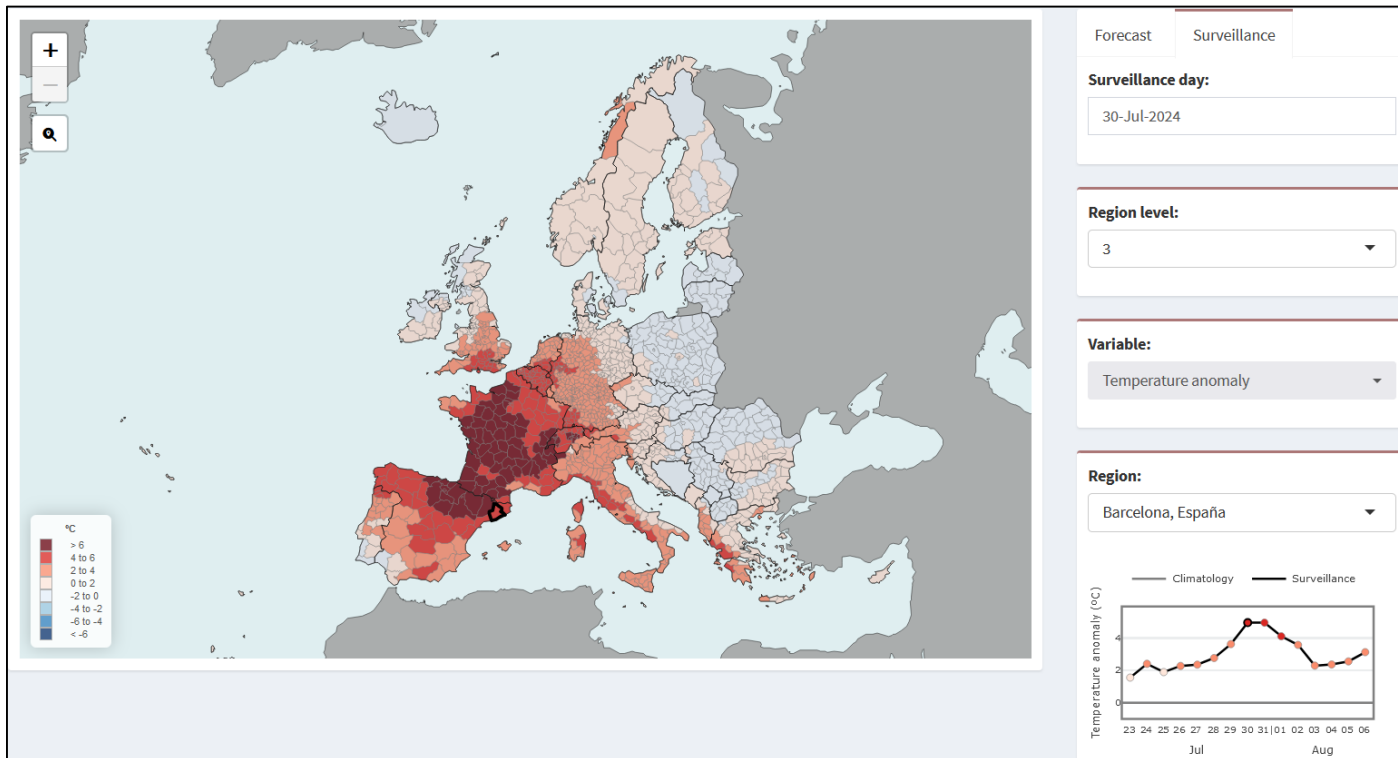 +
−
Forecast Surveillance
Surveillance day:
30-Jul-2024
Region level:
3
Variable:
Temperature anomaly
Region:
Barcelona, España
Climatology Surveillance
Temperature anomaly (ºC)
4
2
0
23 24 25 26 27 28 29 30 31|01 02 03 04 05 06
Jul Aug
ºC
> 6
4 to 6
2 to 4
0 to 2
-2 to 0
-4 to -2
-6 to -4
< -6